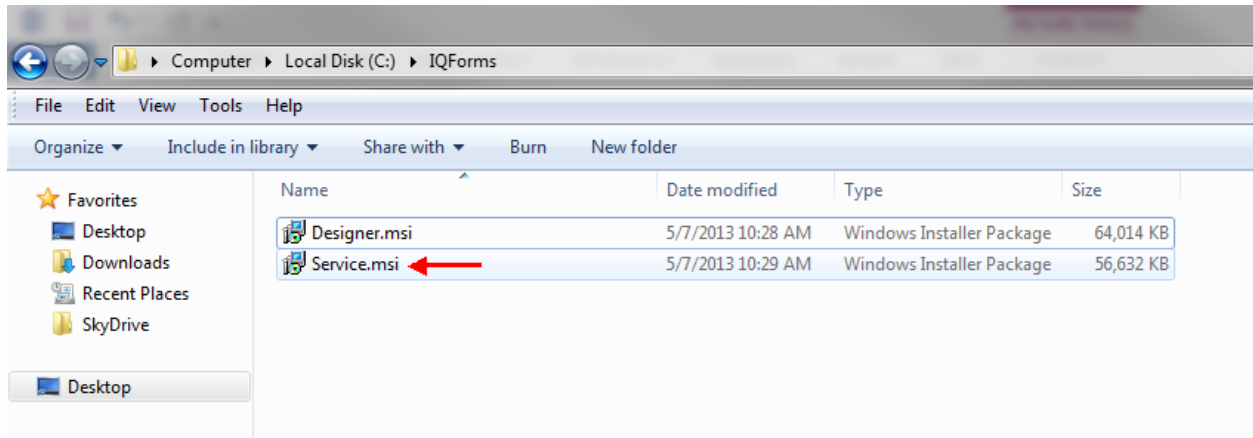 Computer Local Disk (C:) IQForms
File Edit View Tools Help
Organize Include in library Share with Burn New folder
Favorites
Desktop
Downloads
Recent Places
SkyDrive
Desktop
Name Date modified Type Size
Designer.msi 5/7/2013 10:28 AM Windows Installer Package 64,014 KB
Service.msi 5/7/2013 10:29 AM Windows Installer Package 56,632 KB